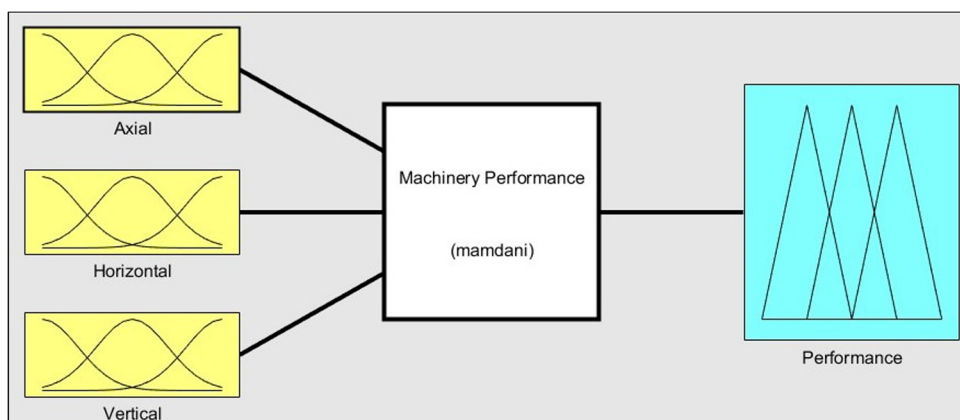 Axial
Horizontal
Vertical
Machinery Performance
(mamdani)
Performance